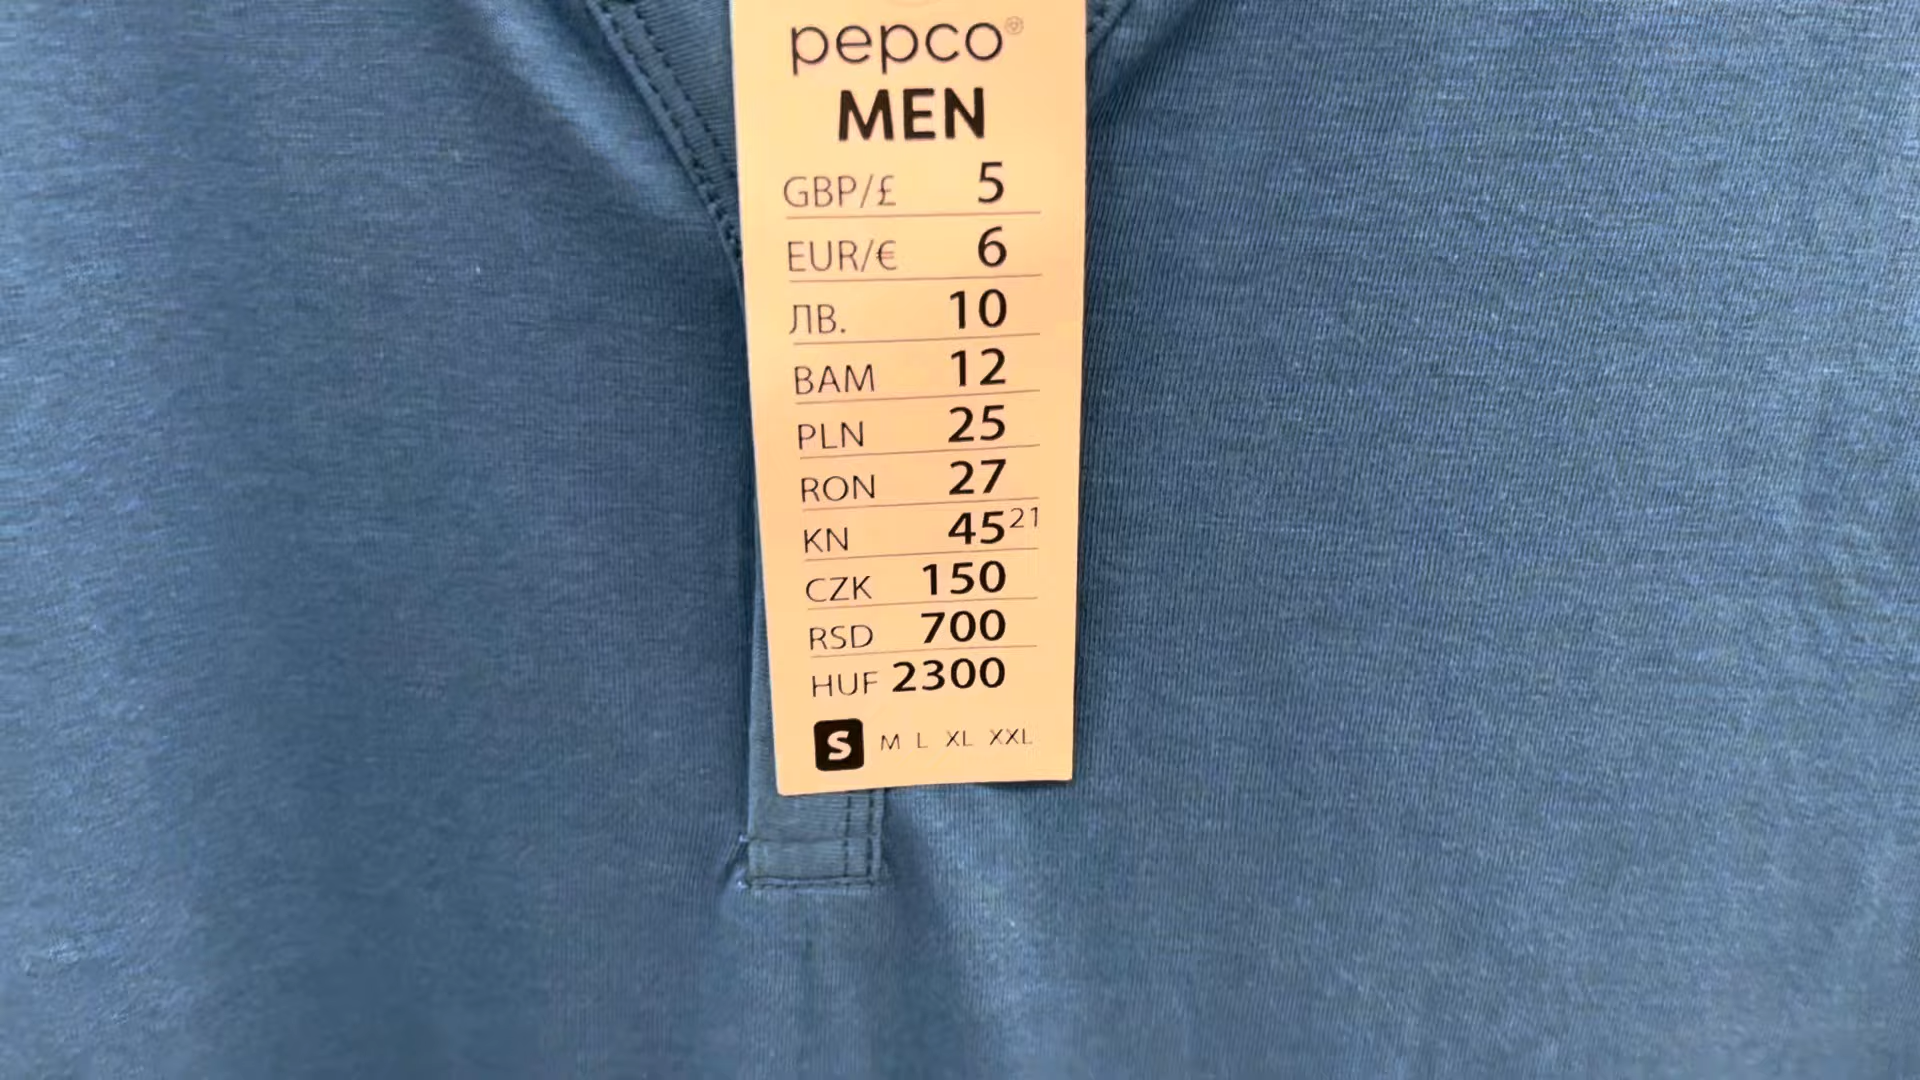 pepco®
MEN
GBP/£ 5
EUR/€ 6
ЛВ. 10
BAM 12
PLN 25
RON 27
KN 45²¹
CZK 150
RSD 700
HUF 2300
S M L XL XXL